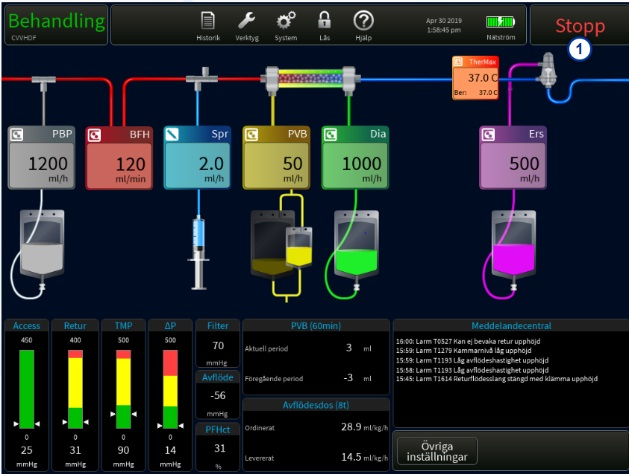 Behandling
CVVHDF
Historik
Verktyg
System
Lås
Hjälp
Apr 30 2019
1:58:45 pm
Nätström
Stopp
1
TherMax
37.0 C
Ber: 37.0 C
PBP
1200
ml/h
BFH
120
ml/min
Spr
2.0
ml/h
PVB
50
ml/h
Dia
1000
ml/h
Ers
500
ml/h
Access
450
0
25
mmHg
Retur
400
0
31
mmHg
TMP
500
0
90
mmHg
ΔP
500
0
14
mmHg
Filter
70
mmHg
Avflöde
-56
mmHg
PFHct
31
%
PVB (60min)
Aktuell period 3 ml
Föregående period -3 ml
Avflödesdos (8t)
Ordinerat 28.9 ml/kg/h
Levererat 14.5 ml/kg/h
Meddelandecentral
16:00: Larm T0527 Kan ej bevaka retur upphöjd
15:59: Larm T1279 Kammarnivå låg upphöjd
15:59: Larm T1193 Låg avflödeshastighet upphöjd
15:58: Larm T1193 Låg avflödeshastighet upphöjd
15:45: Larm T1614 Returflödesslang stängd med klämma upphöjd
Övriga
inställningar